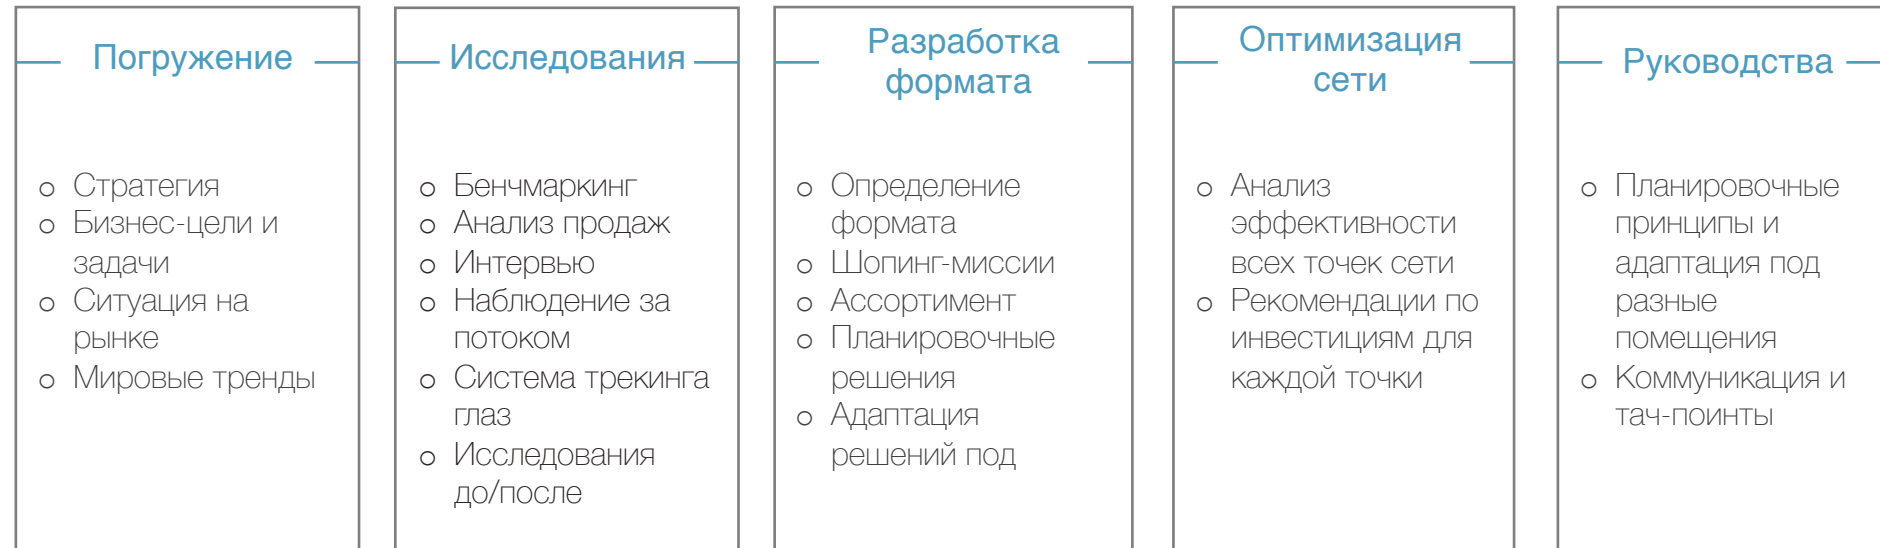 Погружение
o Стратегия
o Бизнес-цели и
задачи
o Ситуация на
рынке
o Мировые тренды
Исследования
o Бенчмаркинг
o Анализ продаж
o Интервью
o Наблюдение за
потоком
o Система трекинга
глаз
o Исследования
до/после
Разработка
формата
o Определение
формата
o Шопинг-миссии
o Ассортимент
o Планировочные
решения
o Адаптация
решений под
Оптимизация
сети
o Анализ
эффективности
всех точек сети
o Рекомендации по
инвестициям для
каждой точки
Руководства
o Планировочные
принципы и
адаптация под
разные
помещения
o Коммуникация и
тач-поинты